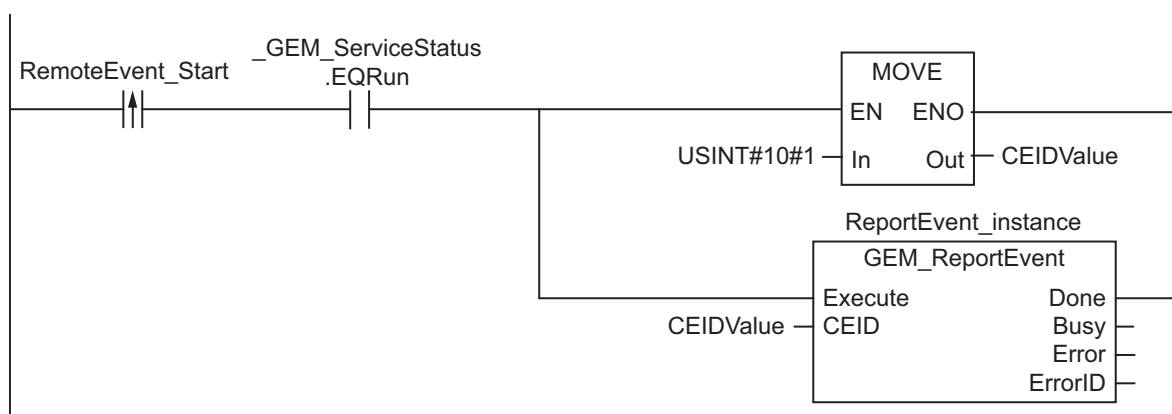 RemoteEvent_Start
_GEM_ServiceStatus
.EQRun
MOVE
EN ENO
USINT#10#1 In Out CEIDValue
ReportEvent_instance
GEM_ReportEvent
Execute Done
CEIDValue CEID Busy
Error
ErrorID